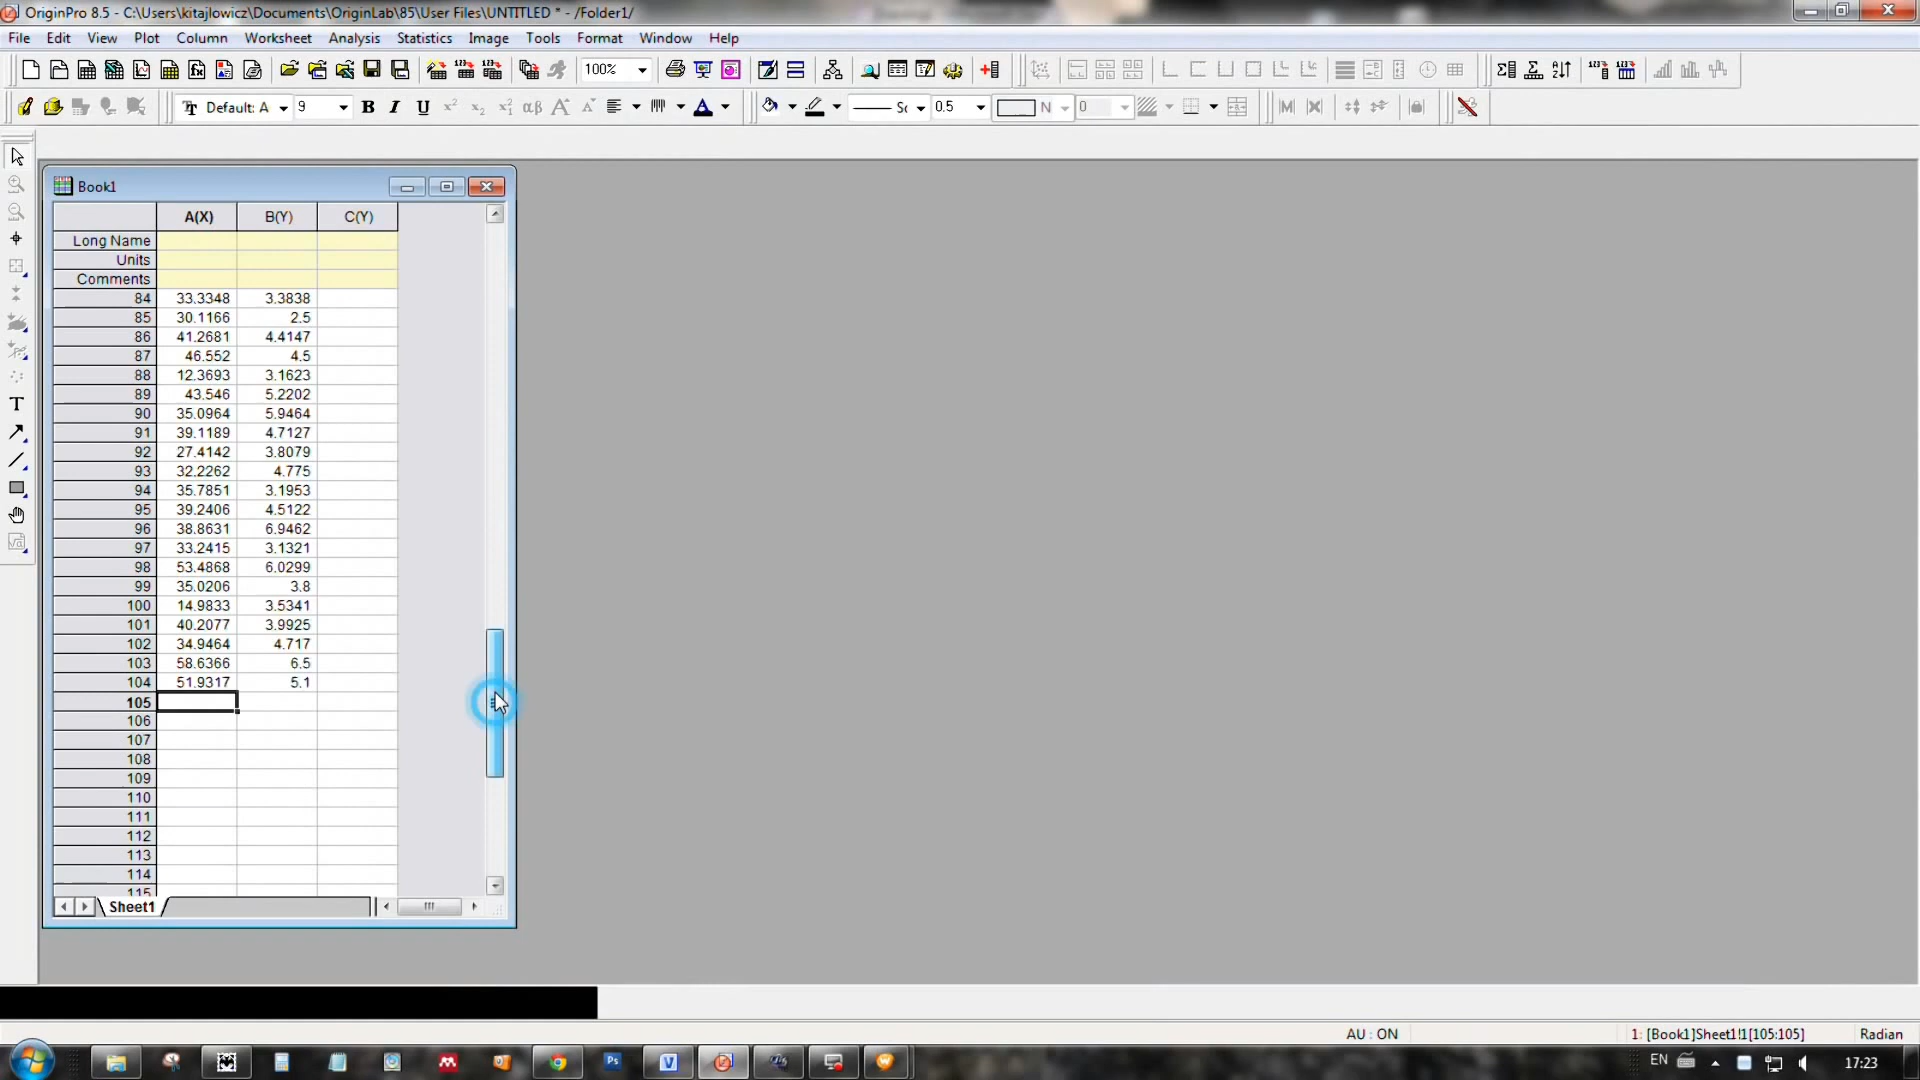 OriginPro 8.5 - C:\Users\kitajlowicz\Documents\OriginLab\85\User Files\UNTITLED * - /Folder1/
File Edit View Plot Column Worksheet Analysis Statistics Image Tools Format Window Help
100%
Default: A 9 B I U αβ A A A Sc 0.5 N 0
Book1
A(X) B(Y) C(Y)
Long Name
Units
Comments
84 33.3348 3.3838
85 30.1166 2.5
86 41.2681 4.4147
87 46.552 4.5
88 12.3693 3.1623
89 43.546 5.2202
90 35.0964 5.9464
91 39.1189 4.7127
92 27.4142 3.8079
93 32.2262 4.775
94 35.7851 3.1953
95 39.2406 4.5122
96 38.8631 6.9462
97 33.2415 3.1321
98 53.4868 6.0299
99 35.0206 3.8
100 14.9833 3.5341
101 40.2077 3.9925
102 34.9464 4.717
103 58.6366 6.5
104 51.9317 5.1
105
106
107
108
109
110
111
112
113
114
115
Sheet1
AU : ON 1: [Book1]Sheet1!1[105:105] Radian
EN 17:23